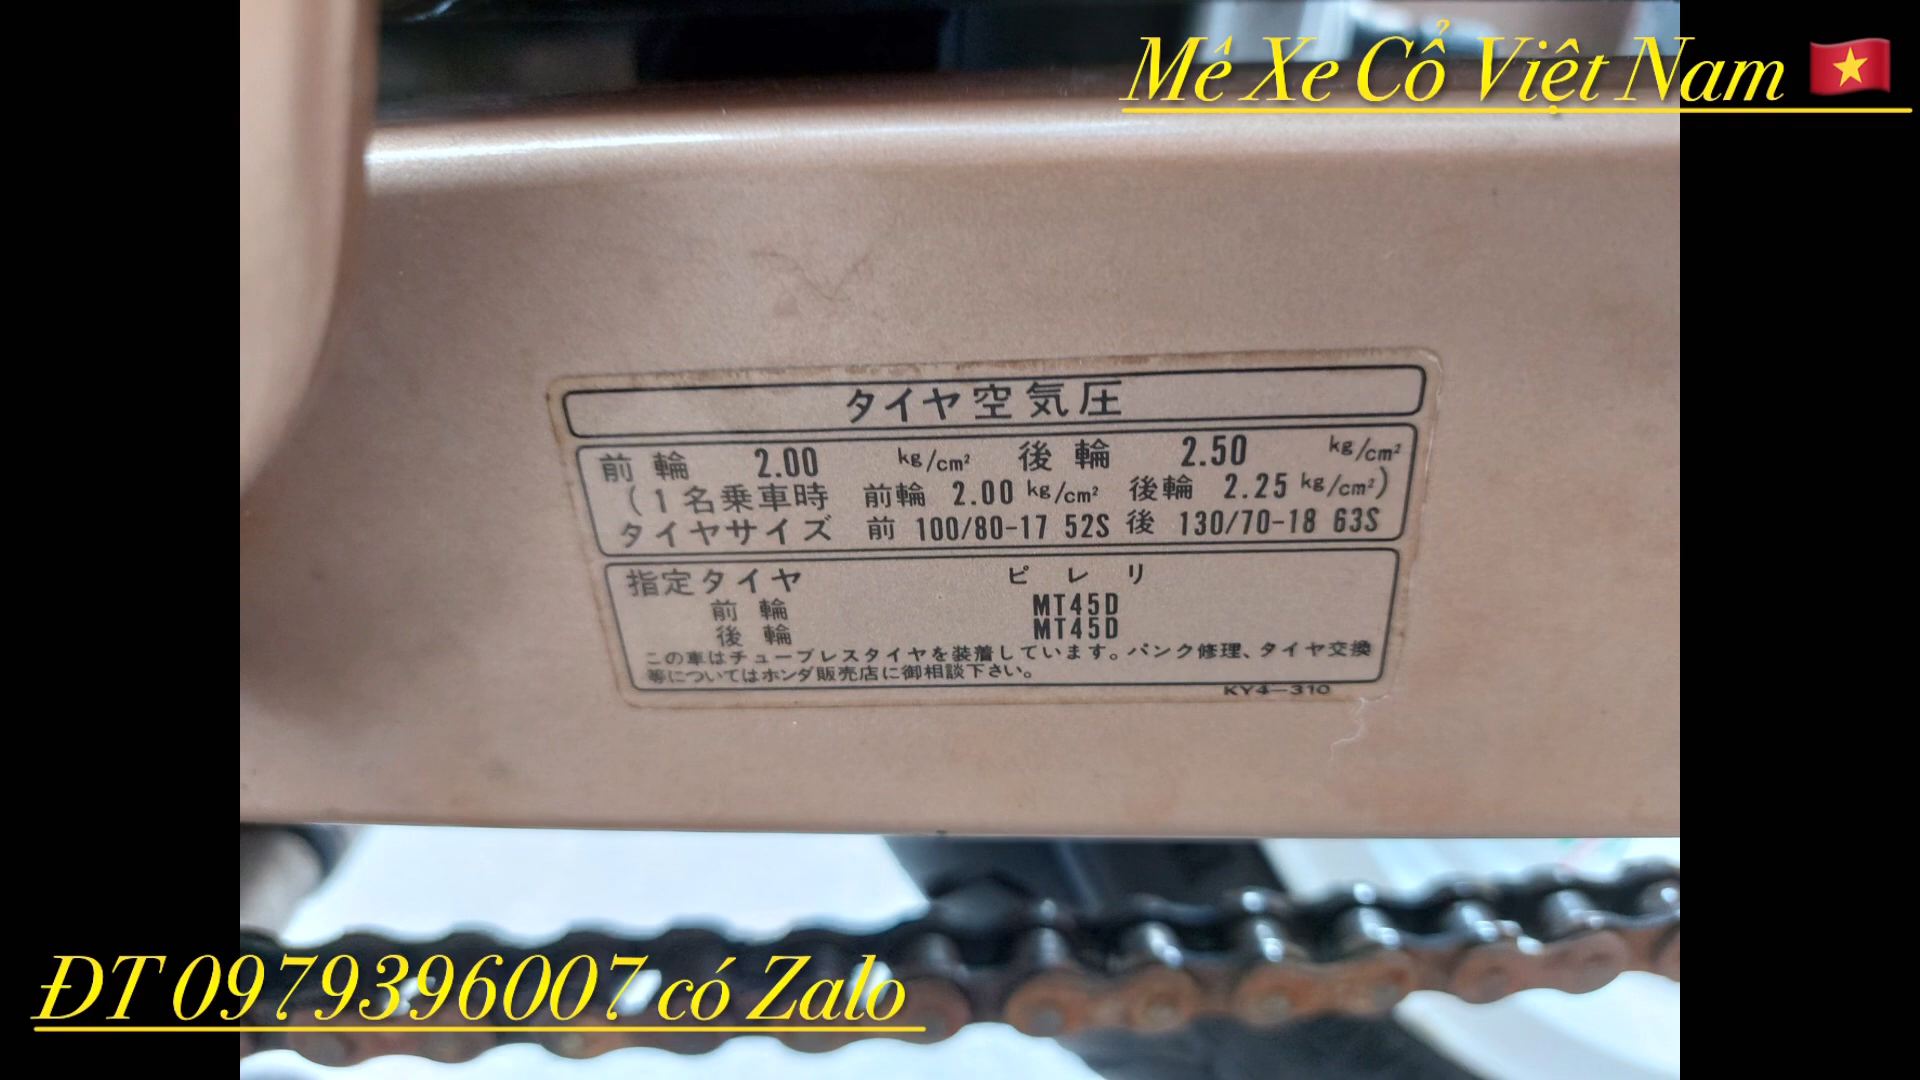 Mê Xe Cổ Việt Nam 🇻🇳
タイヤ空気圧
前輪 2.00 kg/cm² 後輪 2.50 kg/cm²
(1名乗車時 前輪 2.00 kg/cm² 後輪 2.25 kg/cm²)
タイヤサイズ 前 100/80-17 52S 後 130/70-18 63S
指定タイヤ ピレリ
前輪 MT45D
後輪 MT45D
この車はチューブレスタイヤを装着しています。パンク修理、タイヤ交換
等についてはホンダ販売店に御相談下さい。
KY4-310
ĐT 0979396007 có Zalo